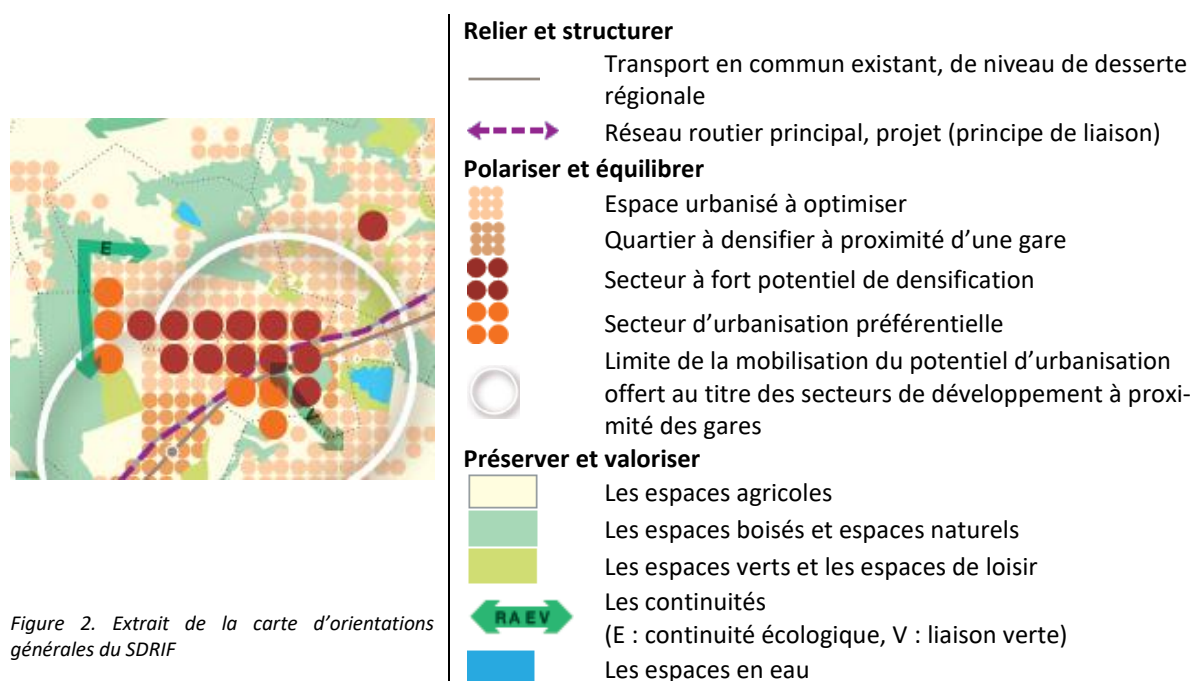 Relier et structurer
Transport en commun existant, de niveau de desserte
régionale
Réseau routier principal, projet (principe de liaison)
Polariser et équilibrer
Espace urbanisé à optimiser
Quartier à densifier à proximité d’une gare
Secteur à fort potentiel de densification
Secteur d’urbanisation préférentielle
Limite de la mobilisation du potentiel d’urbanisation
offert au titre des secteurs de développement à proxi-
mité des gares
Préserver et valoriser
Les espaces agricoles
Les espaces boisés et espaces naturels
Les espaces verts et les espaces de loisir
RAEV
Les continuités
(E : continuité écologique, V : liaison verte)
Les espaces en eau
E
V
Figure 2. Extrait de la carte d’orientations
générales du SDRIF